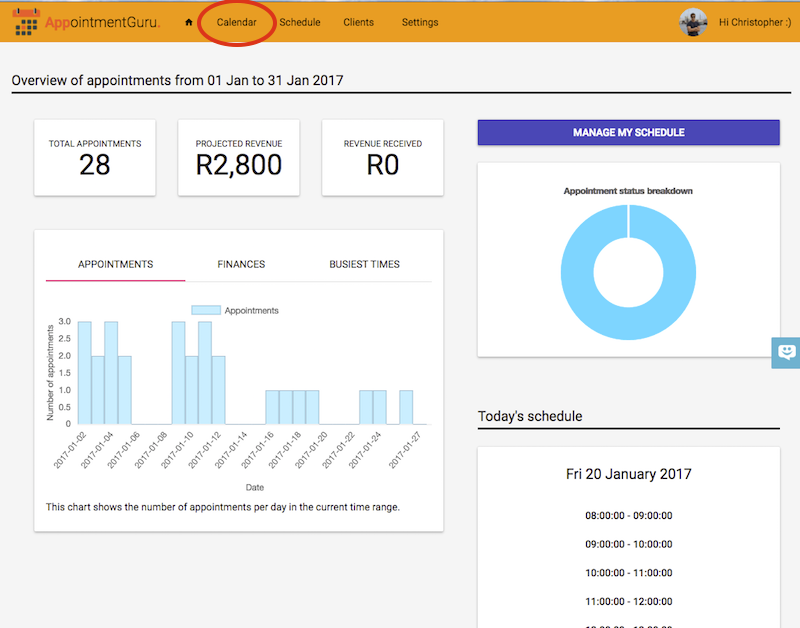 AppointmentGuru.
Calendar
Schedule
Clients
Settings
Hi Christopher :)
Overview of appointments from 01 Jan to 31 Jan 2017
TOTAL APPOINTMENTS
28
PROJECTED REVENUE
R2,800
REVENUE RECEIVED
R0
MANAGE MY SCHEDULE
Appointment status breakdown
APPOINTMENTS
FINANCES
BUSIEST TIMES
Appointments
Number of appointments
3.0
2.5
2.0
1.5
1.0
0.5
0
2017-01-02
2017-01-04
2017-01-06
2017-01-08
2017-01-10
2017-01-12
2017-01-14
2017-01-16
2017-01-18
2017-01-20
2017-01-22
2017-01-24
2017-01-27
Date
This chart shows the number of appointments per day in the current time range.
Today's schedule
Fri 20 January 2017
08:00:00 - 09:00:00
09:00:00 - 10:00:00
10:00:00 - 11:00:00
11:00:00 - 12:00:00